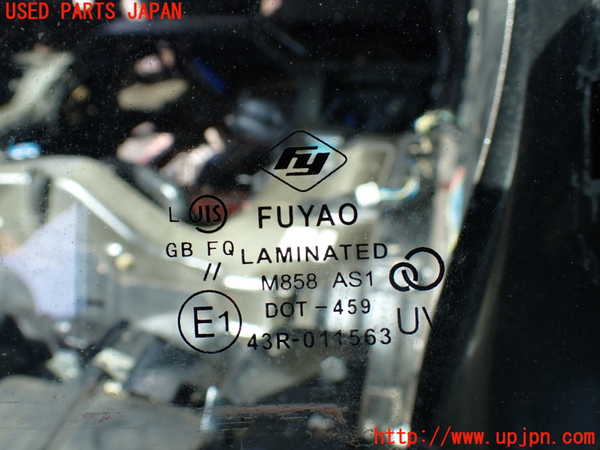 USED PARTS JAPAN
FY
L JIS FUYAO
GB FQ LAMINATED
// M858 AS1
E1 DOT-459
43R-011563
UV
http://www.upjpn.com/